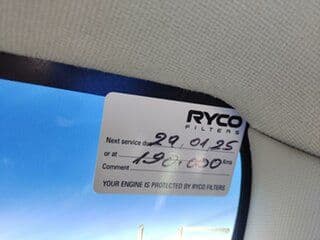 RYCO
FILTERS
Next service due 29.01.25
or at 190.000 Kms
Comment
YOUR ENGINE IS PROTECTED BY RYCO FILTERS